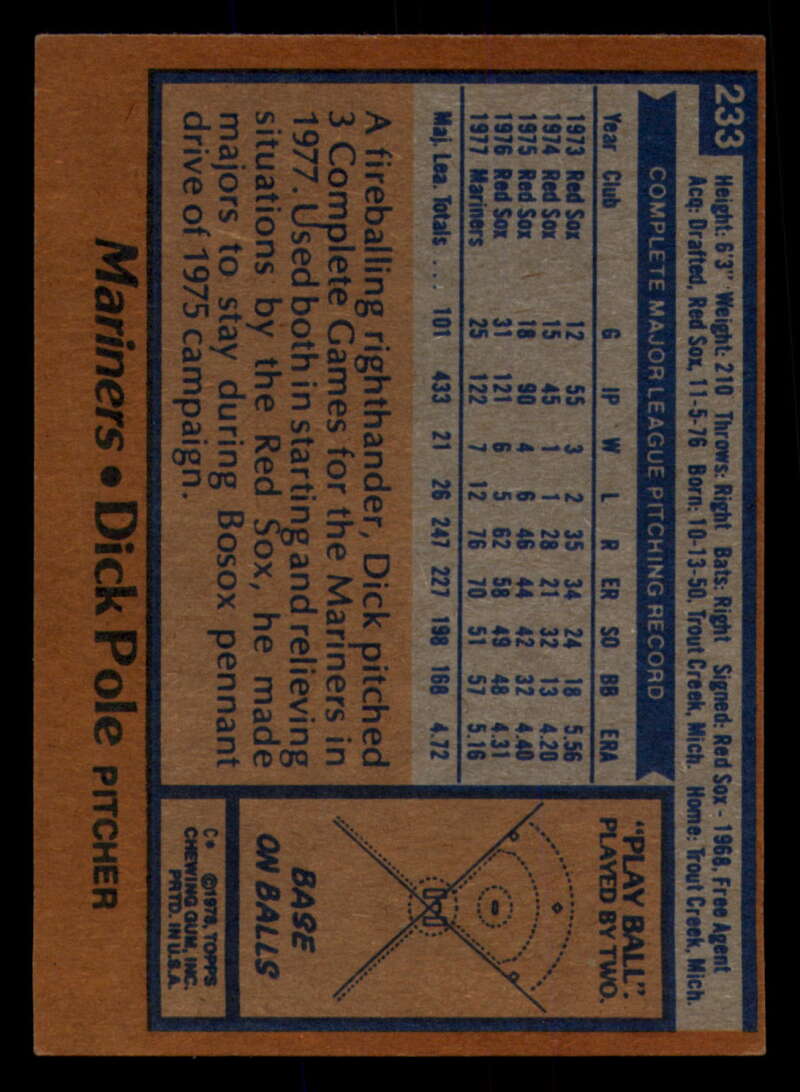 233
Height: 6'3" Weight: 210 Throws: Right Bats: Right Signed: Red Sox - 1968, Free Agent
Acq: Drafted, Red Sox, 11-5-76 Born: 10-13-50, Trout Creek, Mich. Home: Trout Creek, Mich.
COMPLETE MAJOR LEAGUE PITCHING RECORD
Year Club G IP W L R ER SO BB ERA
1973 Red Sox 12 55 3 2 35 34 24 18 5.56
1974 Red Sox 15 45 1 1 28 21 32 13 4.20
1975 Red Sox 18 90 4 6 46 44 42 32 4.40
1976 Red Sox 31 121 6 5 62 58 49 48 4.31
1977 Mariners 25 122 7 12 76 70 51 57 5.16
Maj. Lea. Totals ... 101 433 21 26 247 227 198 168 4.72
A fireballing righthander, Dick pitched
3 Complete Games for the Mariners in
1977. Used both in starting and relieving
situations by the Red Sox, he made
majors to stay during Bosox pennant
drive of 1975 campaign.
"PLAY BALL".
PLAYED BY TWO.
BASE
ON BALLS
C* ©1978, TOPPS
CHEWING GUM, INC.
PRTD. IN U.S.A.
Mariners • Dick Pole PITCHER